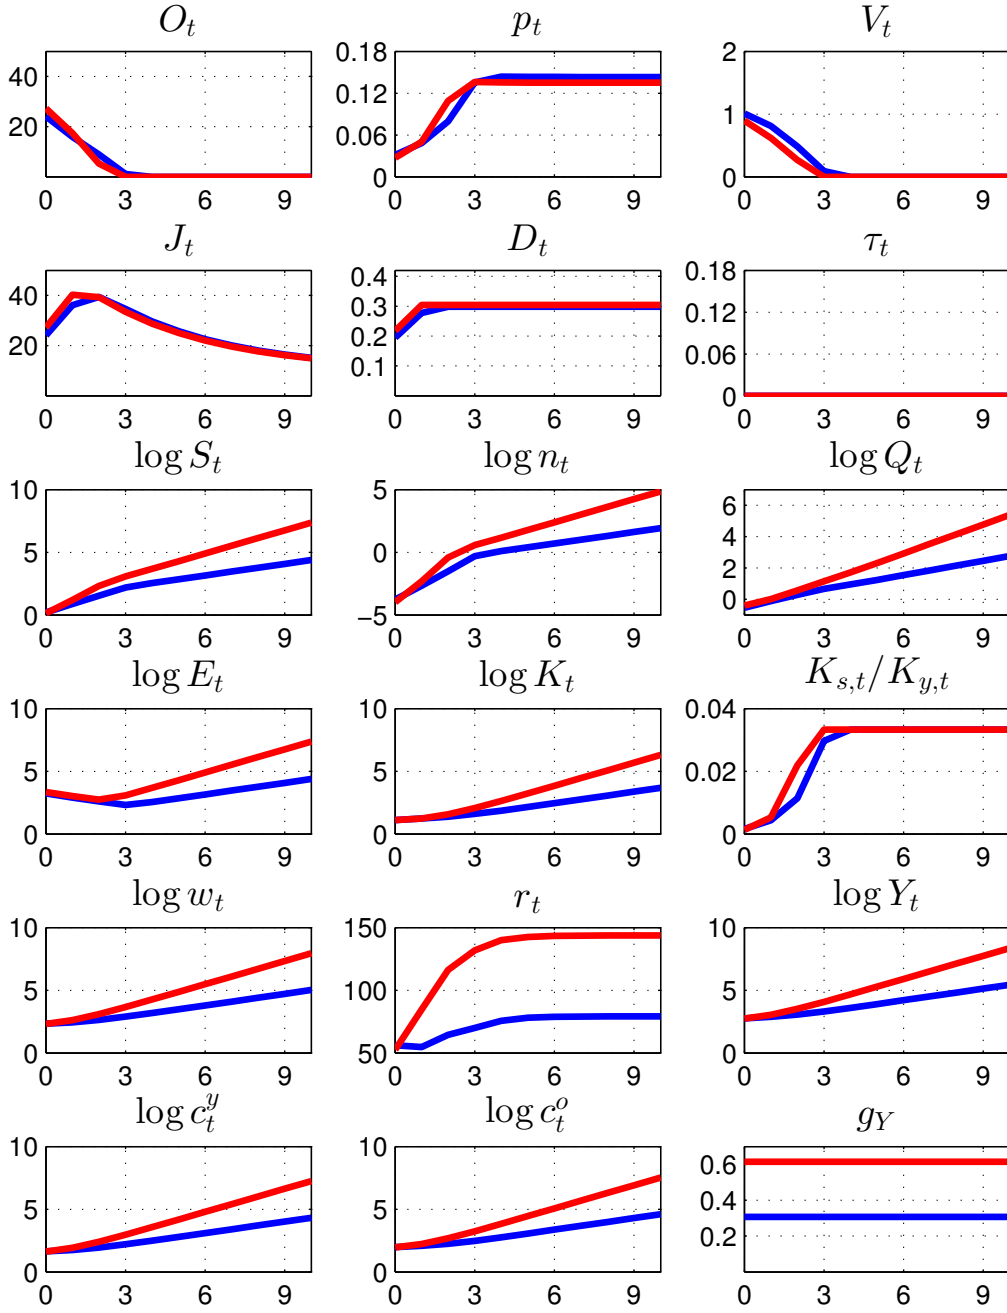 O_t p_t V_t
40 0.18 2
20 0.12 1
0.06
0 0
0 3 6 9 0 3 6 9 0 3 6 9
J_t D_t τ_t
40 0.4 0.18
20 0.3 0.12
0.2 0.06
0.1 0
0 3 6 9 0 3 6 9 0 3 6 9
log S_t log n_t log Q_t
10 5 6
5 0 4
0 −5 2
0
0 3 6 9 0 3 6 9 0 3 6 9
log E_t log K_t K_{s,t}/K_{y,t}
10 10 0.04
5 5 0.02
0 0 0
0 3 6 9 0 3 6 9 0 3 6 9
log w_t r_t log Y_t
10 150 10
5 100 5
0 50 0
0 3 6 9 0 3 6 9 0 3 6 9
log c_t^y log c_t^o g_Y
10 10 0.6
5 5 0.4
0 0 0.2
0 3 6 9 0 3 6 9 0 3 6 9